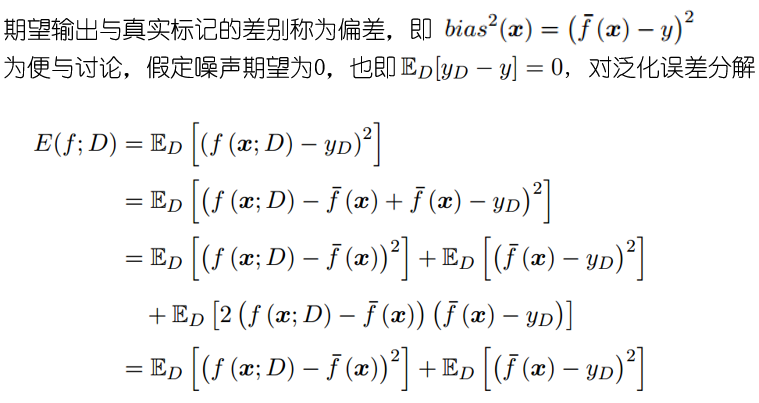 期望输出与真实标记的差别称为偏差，即 $bias^2(\boldsymbol{x}) = \left(\bar{f}(\boldsymbol{x}) - y\right)^2$
为便与讨论，假定噪声期望为0，也即 $\mathbb{E}_D[y_D - y] = 0$，对泛化误差分解
$E(f; D) = \mathbb{E}_D\left[\left(f(\boldsymbol{x}; D) - y_D\right)^2\right]$
$= \mathbb{E}_D\left[\left(f(\boldsymbol{x}; D) - \bar{f}(\boldsymbol{x}) + \bar{f}(\boldsymbol{x}) - y_D\right)^2\right]$
$= \mathbb{E}_D\left[\left(f(\boldsymbol{x}; D) - \bar{f}(\boldsymbol{x})\right)^2\right] + \mathbb{E}_D\left[\left(\bar{f}(\boldsymbol{x}) - y_D\right)^2\right]$
$+ \mathbb{E}_D\left[2\left(f(\boldsymbol{x}; D) - \bar{f}(\boldsymbol{x})\right)\left(\bar{f}(\boldsymbol{x}) - y_D\right)\right]$
$= \mathbb{E}_D\left[\left(f(\boldsymbol{x}; D) - \bar{f}(\boldsymbol{x})\right)^2\right] + \mathbb{E}_D\left[\left(\bar{f}(\boldsymbol{x}) - y_D\right)^2\right]$